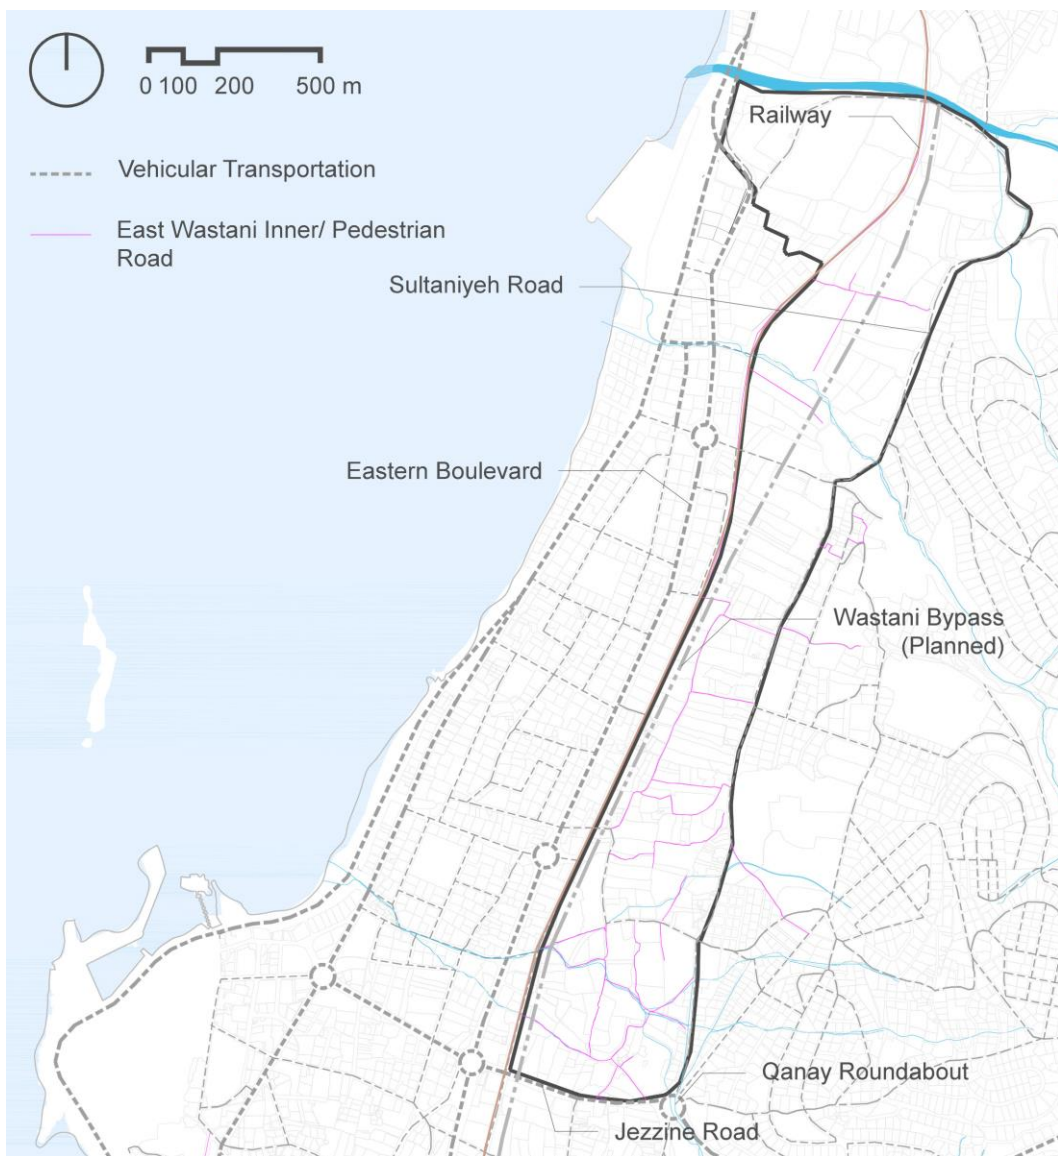 0 100 200 500 m
Vehicular Transportation
East Wastani Inner/ Pedestrian
Road
Railway
Sultaniyeh Road
Eastern Boulevard
Wastani Bypass
(Planned)
Qanay Roundabout
Jezzine Road